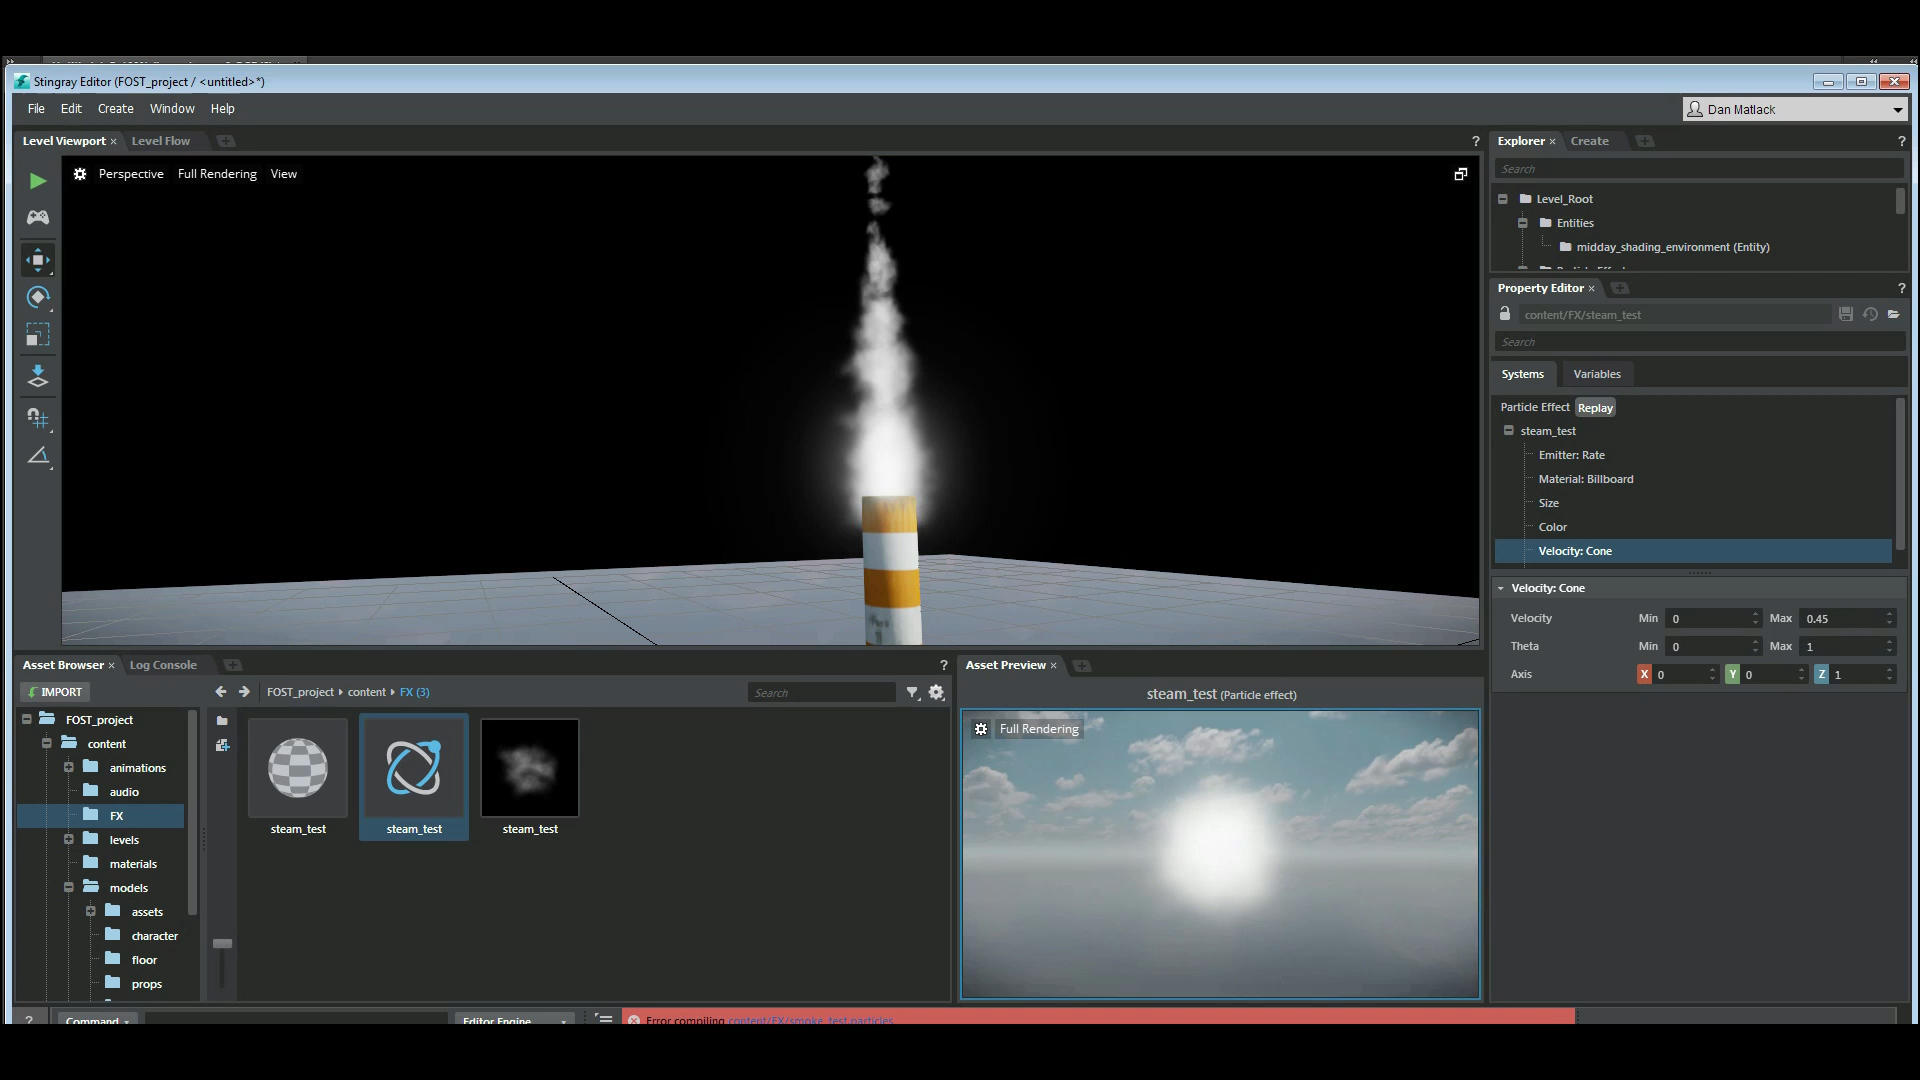 Stingray Editor (FOST_project / <untitled>*)
File Edit Create Window Help
Dan Matlack
Level Viewport × Level Flow
?
Explorer × Create
?
Perspective Full Rendering View
Search
Level_Root
Entities
midday_shading_environment (Entity)
Property Editor ×
?
content/FX/steam_test
Search
Systems Variables
Particle Effect Replay
steam_test
Emitter: Rate
Material: Billboard
Size
Color
Velocity: Cone
Velocity: Cone
Velocity Min 0 Max 0.45
Theta Min 0 Max 1
Axis X 0 Y 0 Z 1
Asset Browser × Log Console
?
Asset Preview ×
IMPORT
FOST_project content FX (3)
Search
steam_test (Particle effect)
Full Rendering
FOST_project
content
animations
audio
FX
levels
materials
models
assets
character
floor
props
steam_test
steam_test
steam_test
?
Command
Editor Engine
Error compiling content/FX/smoke_test.particles